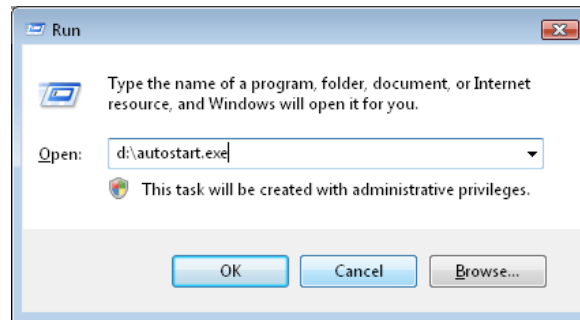 Run
Type the name of a program, folder, document, or Internet
resource, and Windows will open it for you.
Open: d:\autostart.exe
This task will be created with administrative privileges.
OK Cancel Browse...